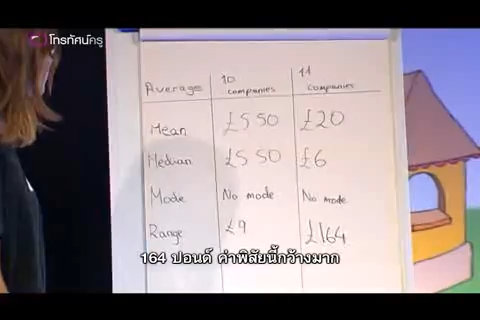 โทรทัศน์ครู
Averages 10 companies 11 companies
Mean £5.50 £20
Median £5.50 £6
Mode No mode No mode
Range £9 £164
164 ปอนด์ ค่าพิสัยนี้กว้างมาก